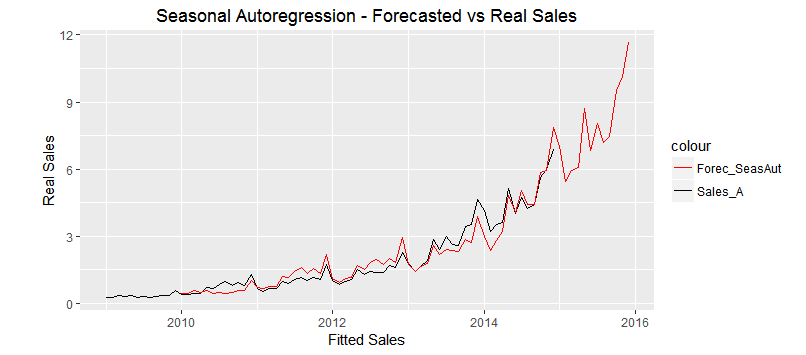 Seasonal Autoregression - Forecasted vs Real Sales
12
9
6
3
0
Real Sales
2010
2012
2014
2016
Fitted Sales
colour
Forec_SeasAut
Sales_A